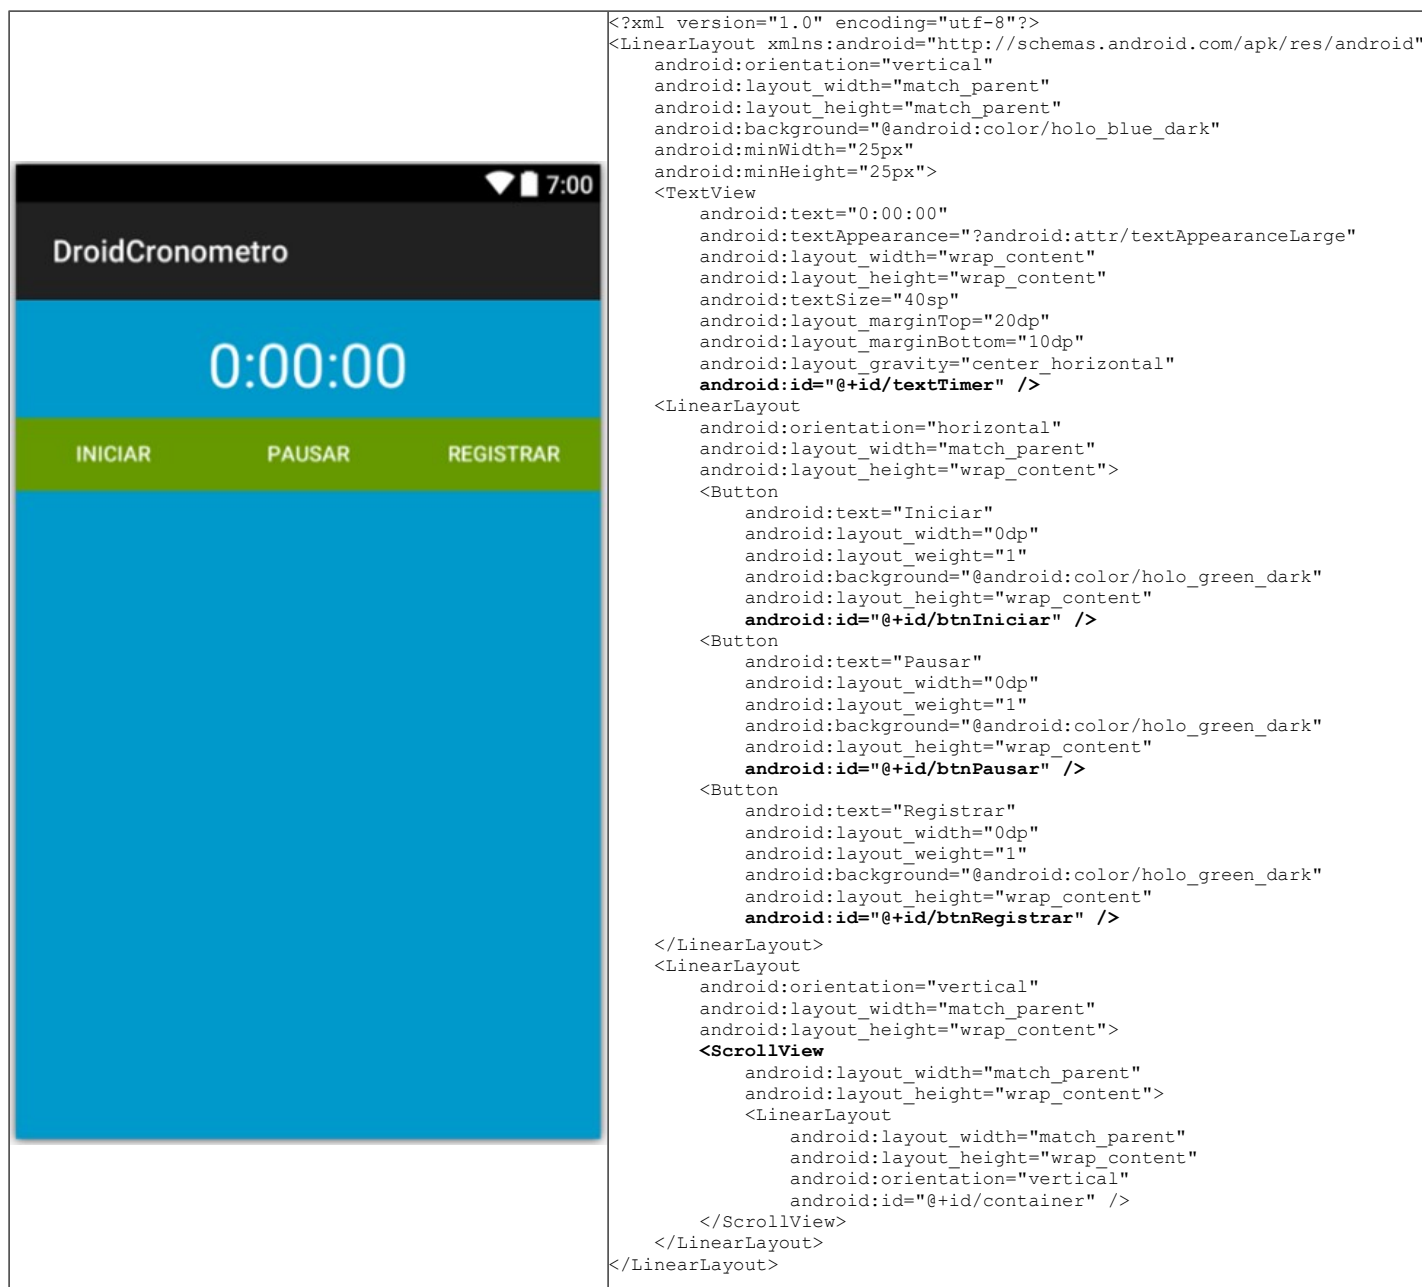 7:00
DroidCronometro
0:00:00
INICIAR PAUSAR REGISTRAR
<?xml version="1.0" encoding="utf-8"?>
<LinearLayout xmlns:android="http://schemas.android.com/apk/res/android"
    android:orientation="vertical"
    android:layout_width="match_parent"
    android:layout_height="match_parent"
    android:background="@android:color/holo_blue_dark"
    android:minWidth="25px"
    android:minHeight="25px">
    <TextView
        android:text="0:00:00"
        android:textAppearance="?android:attr/textAppearanceLarge"
        android:layout_width="wrap_content"
        android:layout_height="wrap_content"
        android:textSize="40sp"
        android:layout_marginTop="20dp"
        android:layout_marginBottom="10dp"
        android:layout_gravity="center_horizontal"
        android:id="@+id/textTimer" />
    <LinearLayout
        android:orientation="horizontal"
        android:layout_width="match_parent"
        android:layout_height="wrap_content">
        <Button
            android:text="Iniciar"
            android:layout_width="0dp"
            android:layout_weight="1"
            android:background="@android:color/holo_green_dark"
            android:layout_height="wrap_content"
            android:id="@+id/btnIniciar" />
        <Button
            android:text="Pausar"
            android:layout_width="0dp"
            android:layout_weight="1"
            android:background="@android:color/holo_green_dark"
            android:layout_height="wrap_content"
            android:id="@+id/btnPausar" />
        <Button
            android:text="Registrar"
            android:layout_width="0dp"
            android:layout_weight="1"
            android:background="@android:color/holo_green_dark"
            android:layout_height="wrap_content"
            android:id="@+id/btnRegistrar" />
    </LinearLayout>
    <LinearLayout
        android:orientation="vertical"
        android:layout_width="match_parent"
        android:layout_height="wrap_content">
        <ScrollView
            android:layout_width="match_parent"
            android:layout_height="wrap_content">
            <LinearLayout
                android:layout_width="match_parent"
                android:layout_height="wrap_content"
                android:orientation="vertical"
                android:id="@+id/container" />
        </ScrollView>
    </LinearLayout>
</LinearLayout>